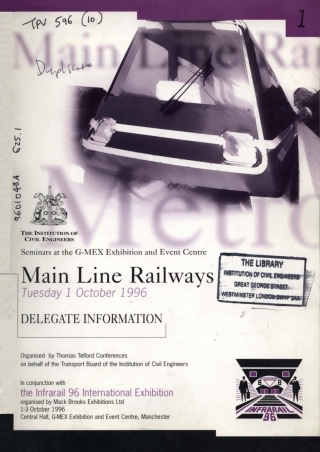 1
TPV 596 (10)
Main Line Rai
Duplicate
625.1
9601048A
Metro
THE INSTITUTION OF
CIVIL ENGINEERS
Seminars at the G-MEX Exhibition and Event Centre
Main Line Railways
Tuesday 1 October 1996
DELEGATE INFORMATION
THE LIBRARY
INSTITUTION OF CIVIL ENGINEERS
GREAT GEORGE STREET
WESTMINSTER LONDON
Organised by Thomas Telford Conferences
on behalf of the Transport Board of the Institution of Civil Engineers
In conjunction with
the Infrarail 96 International Exhibition
organised by Mack Brooks Exhibitions Ltd
1-3 October 1996
Central Hall, G-MEX Exhibition and Event Centre, Manchester
INFRARAIL
96